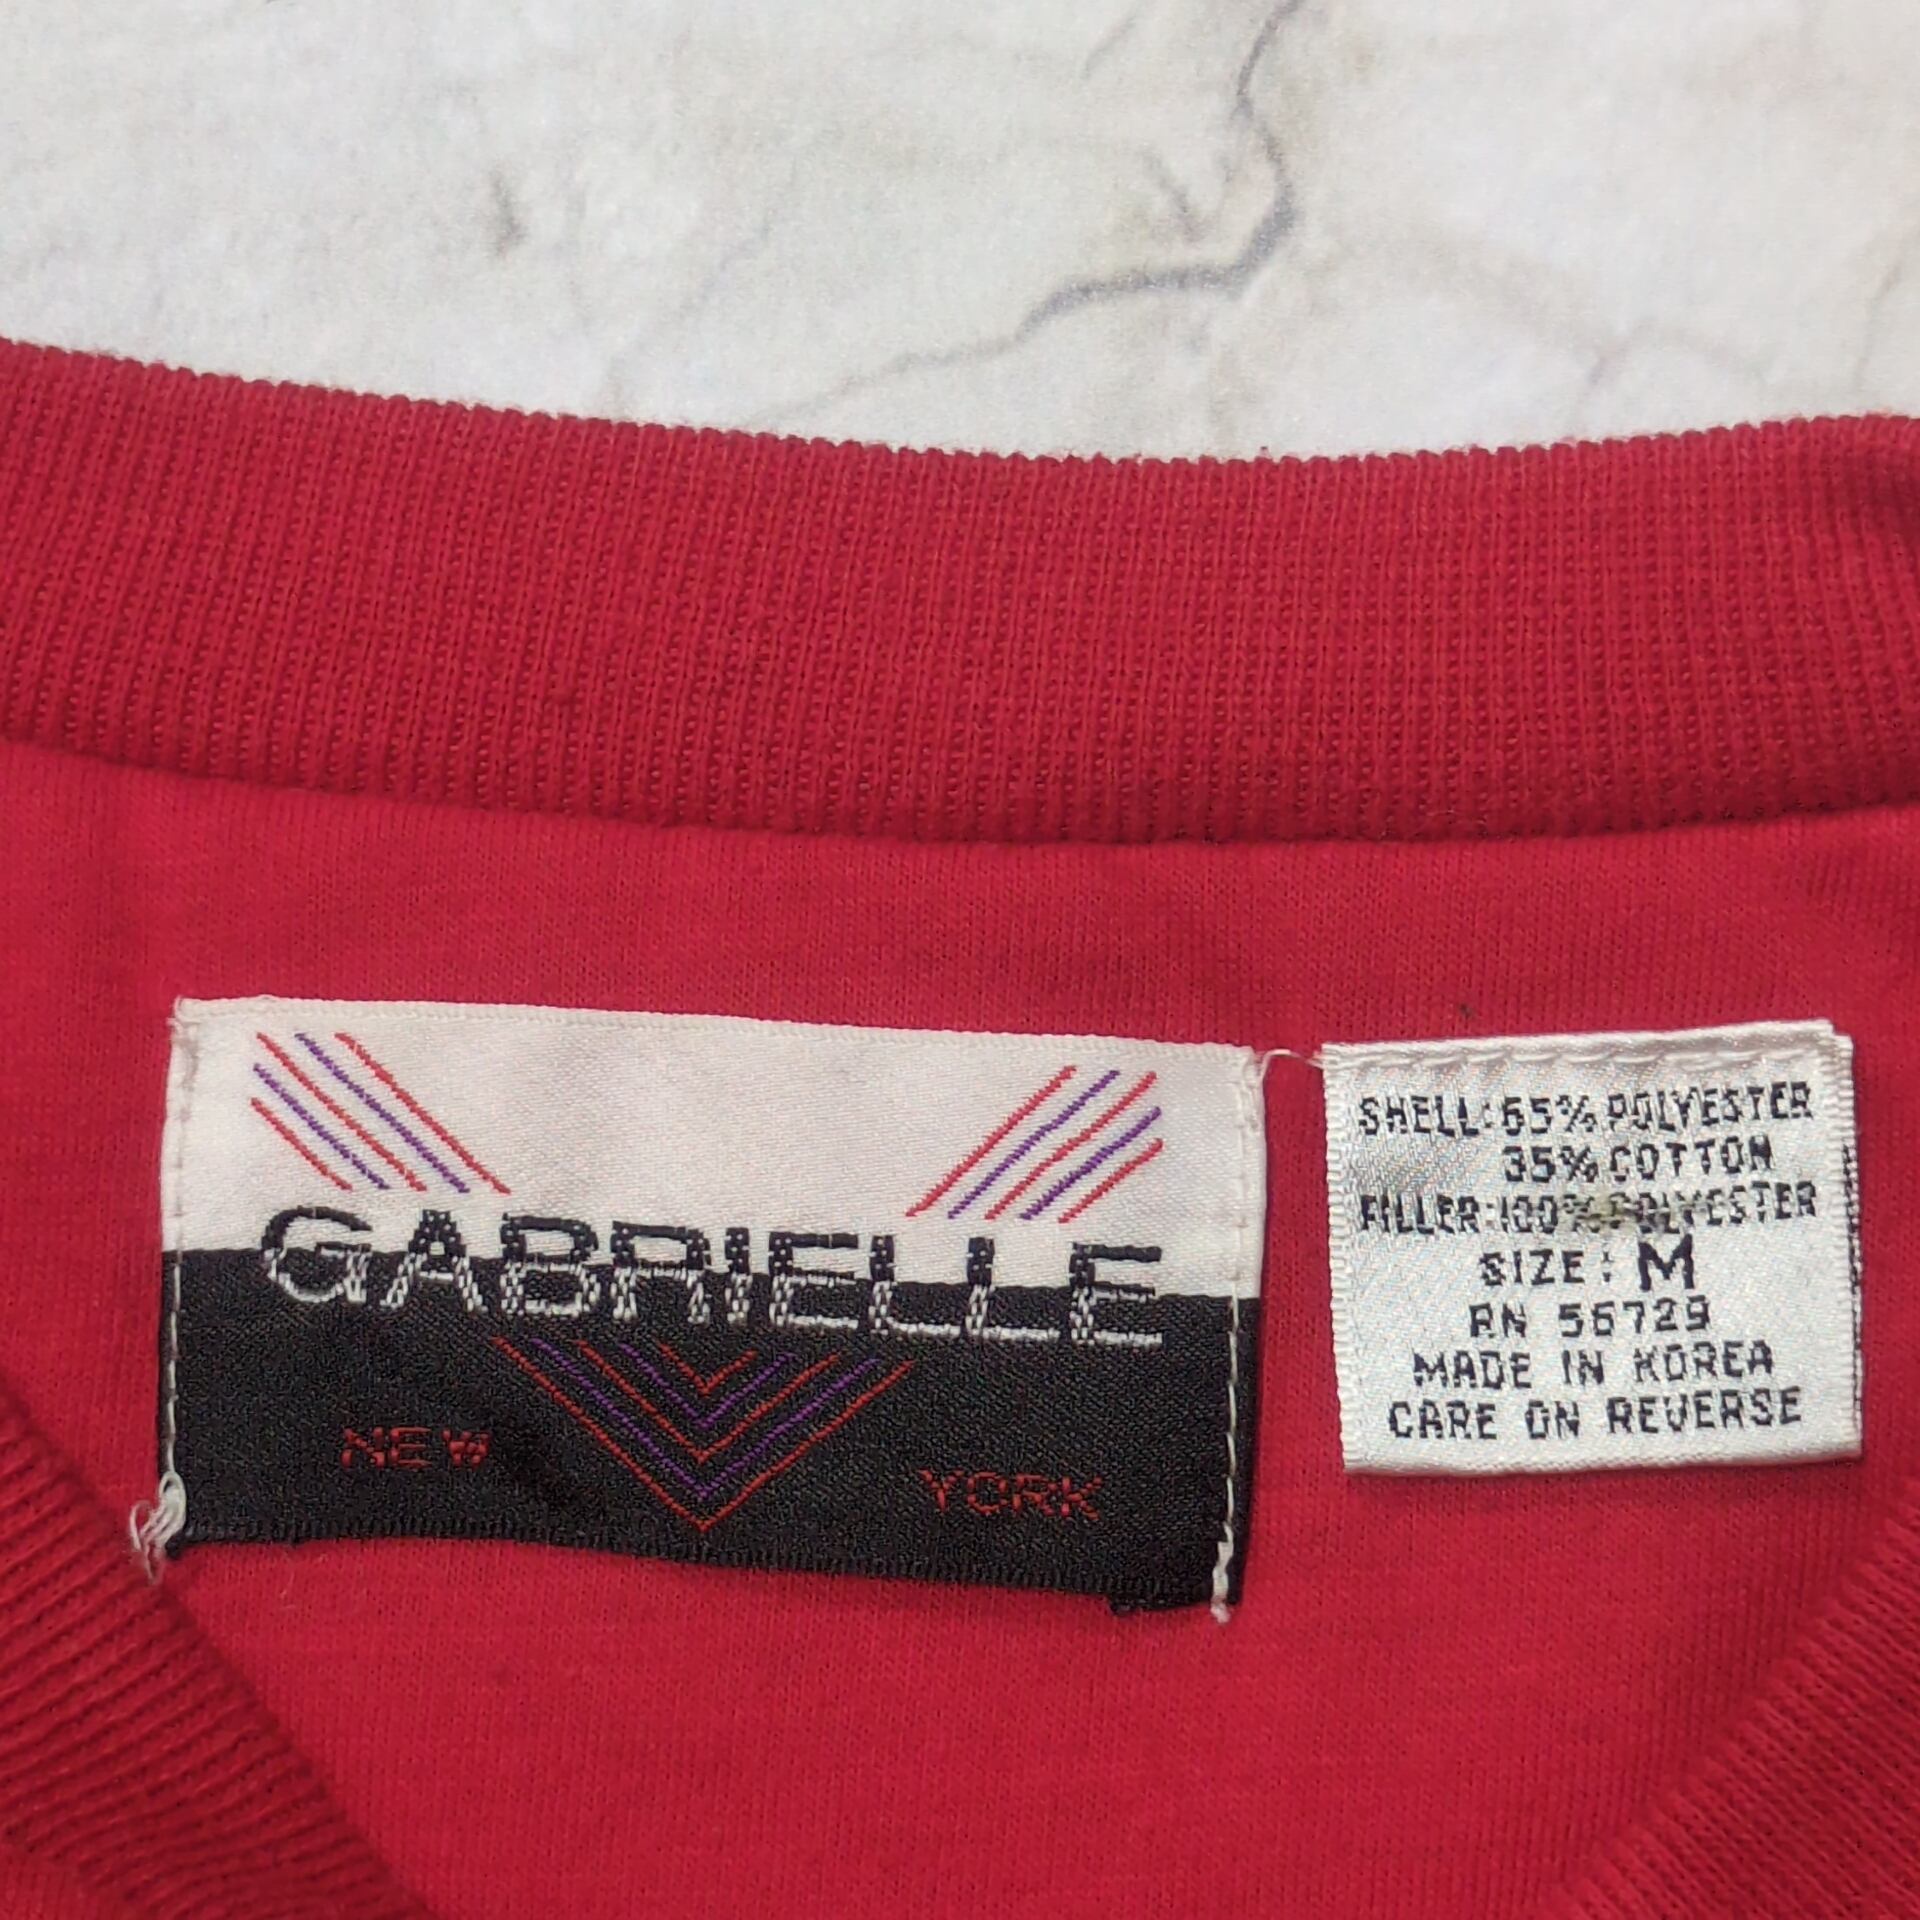 GABRIELLE
NEW YORK
SHELL: 65% POLYESTER
35% COTTON
FILLER: 100% POLYESTER
SIZE: M
RN 56729
MADE IN KOREA
CARE ON REVERSE